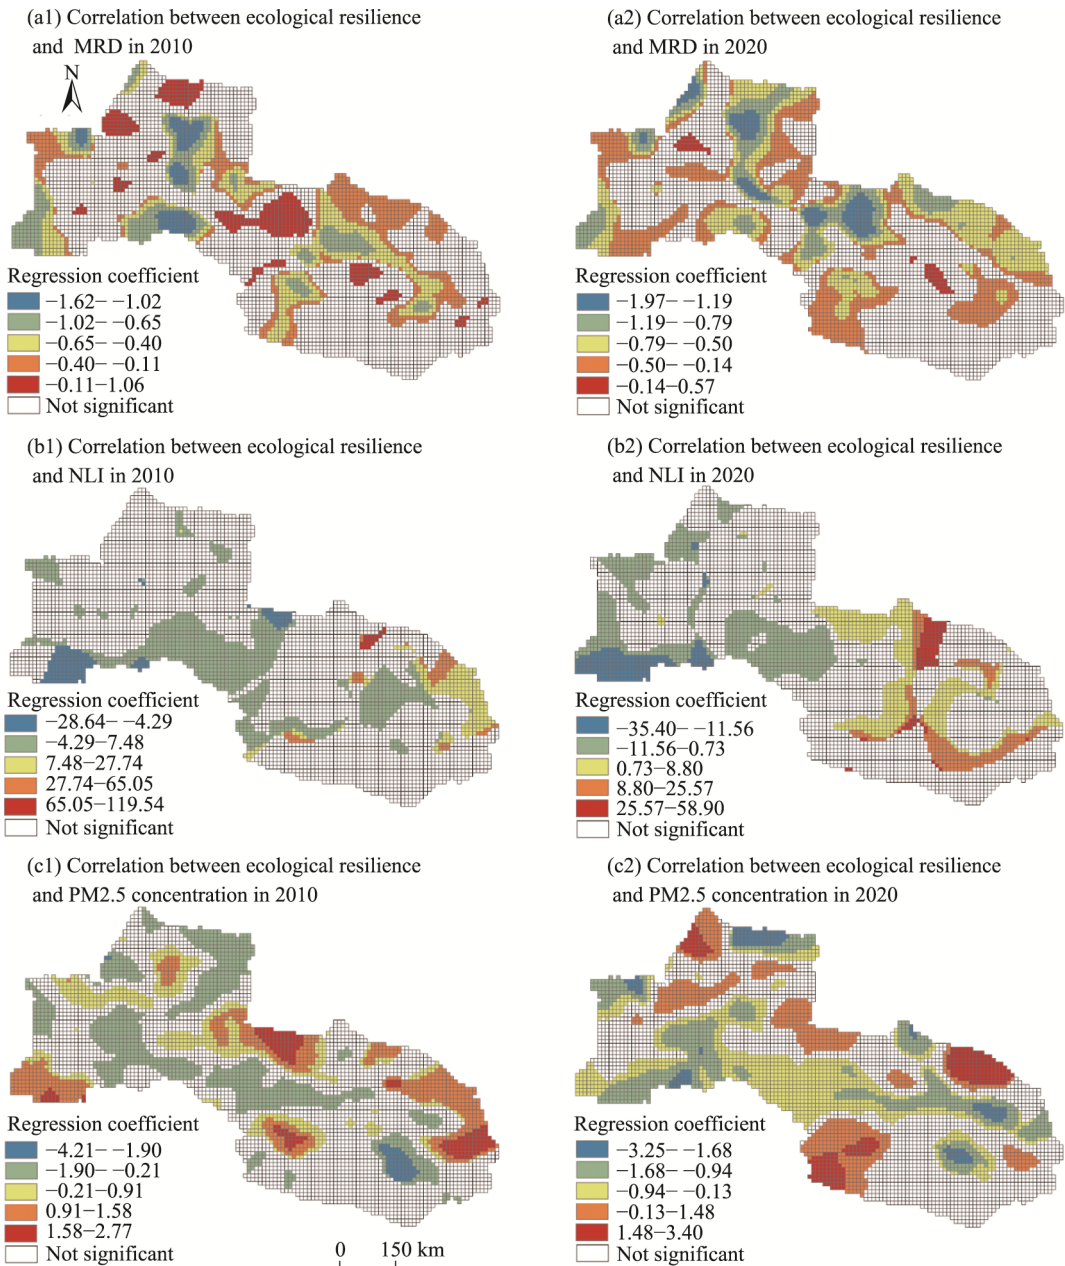 (a1) Correlation between ecological resilience
and MRD in 2010
N
Regression coefficient
−1.62− −1.02
−1.02− −0.65
−0.65− −0.40
−0.40− −0.11
−0.11−1.06
Not significant
(a2) Correlation between ecological resilience
and MRD in 2020
Regression coefficient
−1.97− −1.19
−1.19− −0.79
−0.79− −0.50
−0.50− −0.14
−0.14−0.57
Not significant
(b1) Correlation between ecological resilience
and NLI in 2010
Regression coefficient
−28.64− −4.29
−4.29−7.48
7.48−27.74
27.74−65.05
65.05−119.54
Not significant
(b2) Correlation between ecological resilience
and NLI in 2020
Regression coefficient
−35.40− −11.56
−11.56−0.73
0.73−8.80
8.80−25.57
25.57−58.90
Not significant
(c1) Correlation between ecological resilience
and PM2.5 concentration in 2010
Regression coefficient
−4.21− −1.90
−1.90− −0.21
−0.21−0.91
0.91−1.58
1.58−2.77
Not significant
0 150 km
(c2) Correlation between ecological resilience
and PM2.5 concentration in 2020
Regression coefficient
−3.25− −1.68
−1.68− −0.94
−0.94− −0.13
−0.13−1.48
1.48−3.40
Not significant